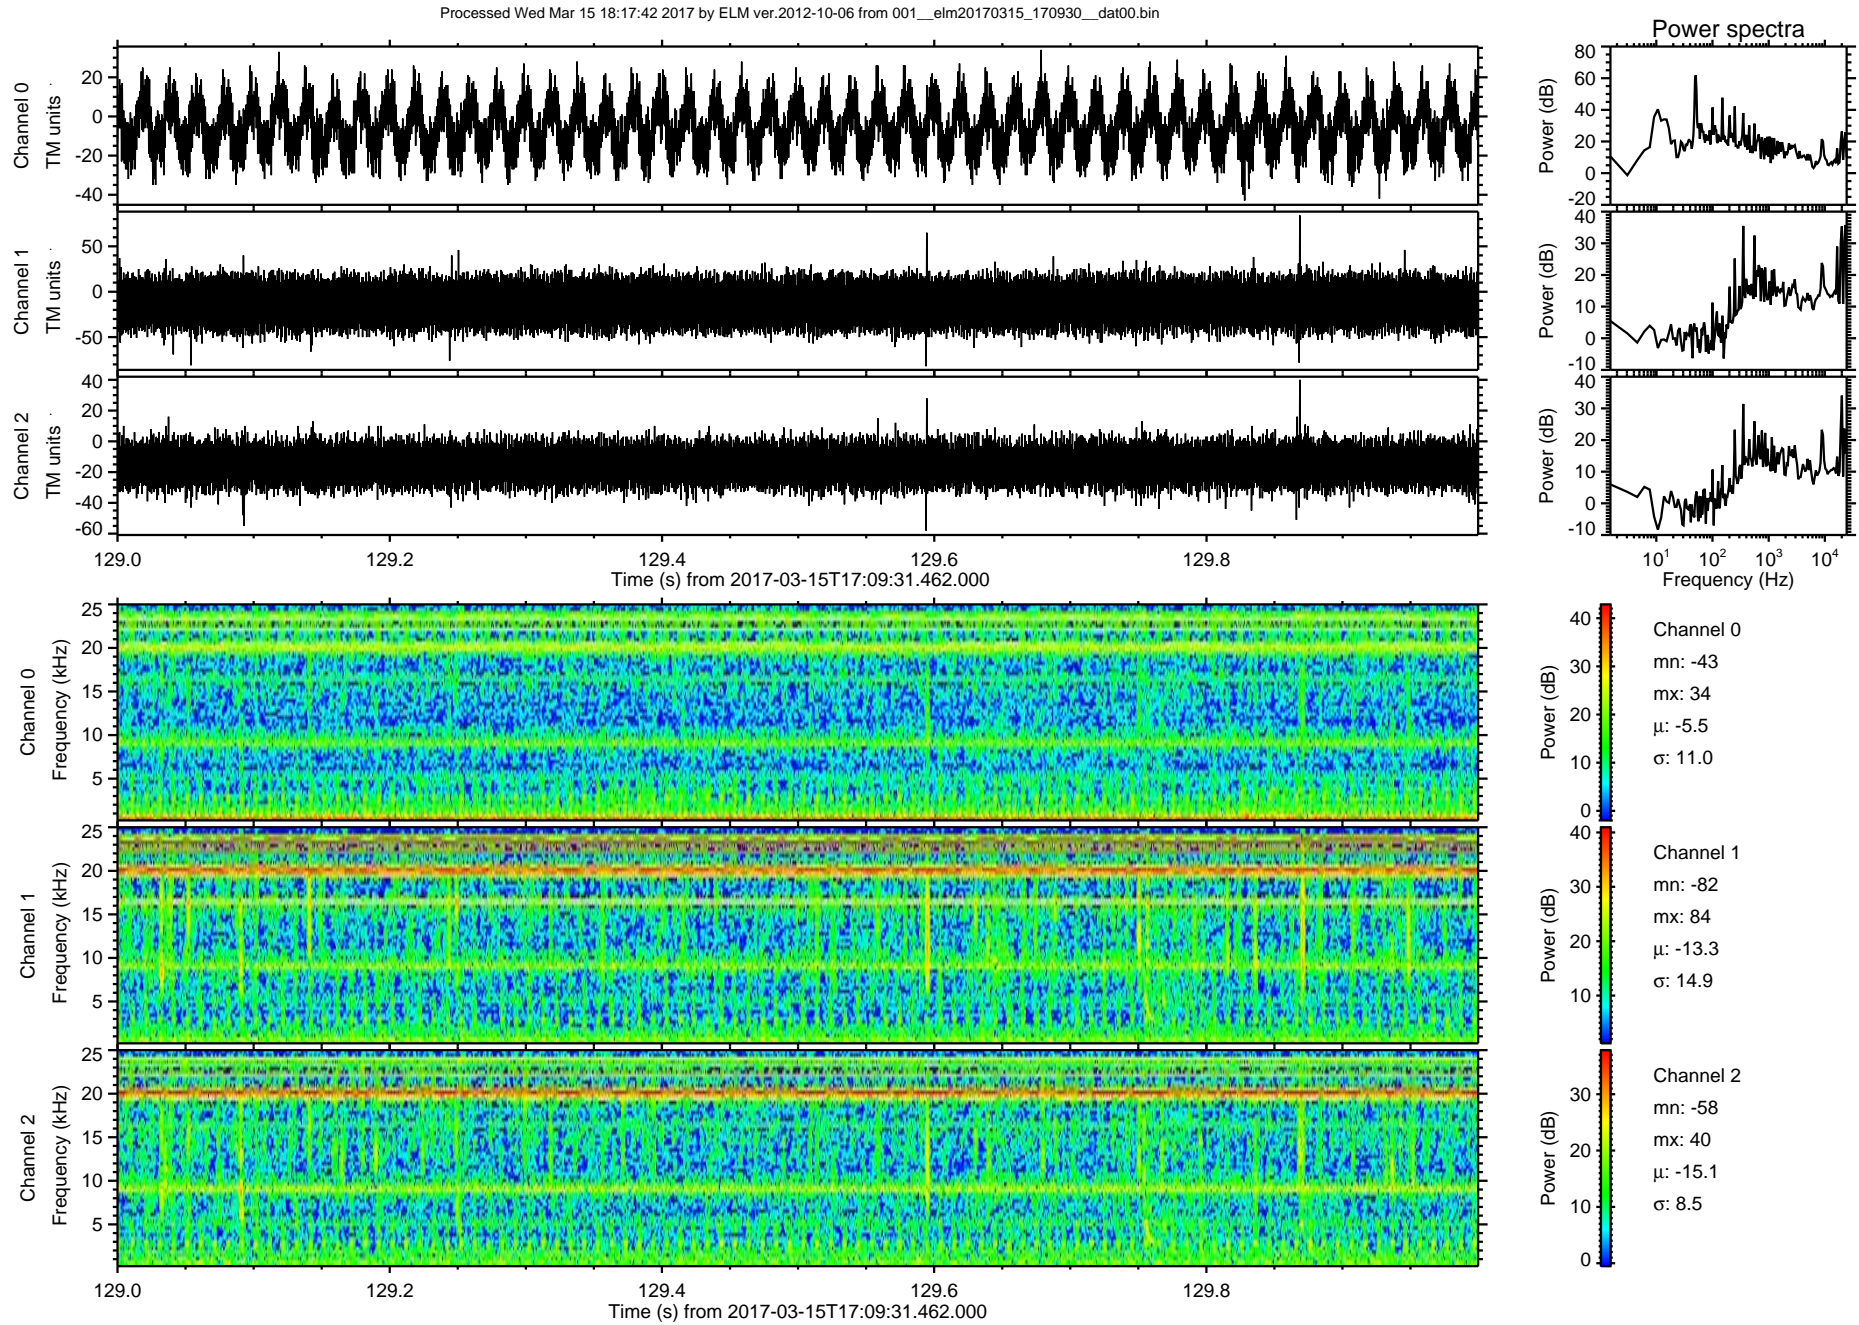 Processed Wed Mar 15 18:17:42 2017 by ELM ver.2012-10-06 from 001__elm20170315_170930__dat00.bin
Power spectra
Channel 0
TM units
20
0
-20
-40
Power (dB)
80
60
40
20
0
-20
Channel 1
TM units
50
0
-50
Power (dB)
40
30
20
10
0
-10
Channel 2
TM units
40
20
0
-20
-40
-60
Power (dB)
40
30
20
10
0
-10
129.0 129.2 129.4 129.6 129.8
Time (s) from 2017-03-15T17:09:31.462.000
10¹ 10² 10³ 10⁴
Frequency (Hz)
Channel 0
Frequency (kHz)
25
20
15
10
5
Power (dB)
40
30
20
10
0
Channel 0
mn: -43
mx: 34
μ: -5.5
σ: 11.0
Channel 1
Frequency (kHz)
25
20
15
10
5
Power (dB)
40
30
20
10
Channel 1
mn: -82
mx: 84
μ: -13.3
σ: 14.9
Channel 2
Frequency (kHz)
25
20
15
10
5
Power (dB)
30
20
10
0
Channel 2
mn: -58
mx: 40
μ: -15.1
σ: 8.5
129.0 129.2 129.4 129.6 129.8
Time (s) from 2017-03-15T17:09:31.462.000